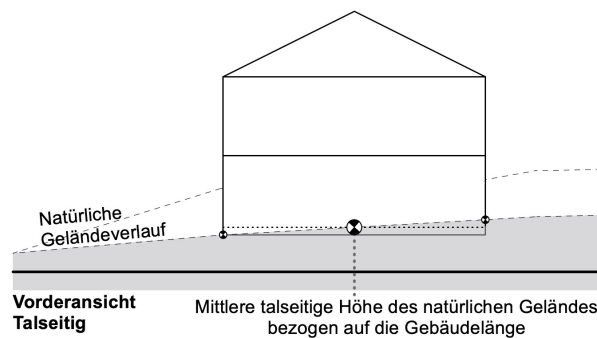 Natürliche
Geländeverlauf
Vorderansicht
Talseitig
Mittlere talseitige Höhe des natürlichen Geländes
bezogen auf die Gebäudelänge